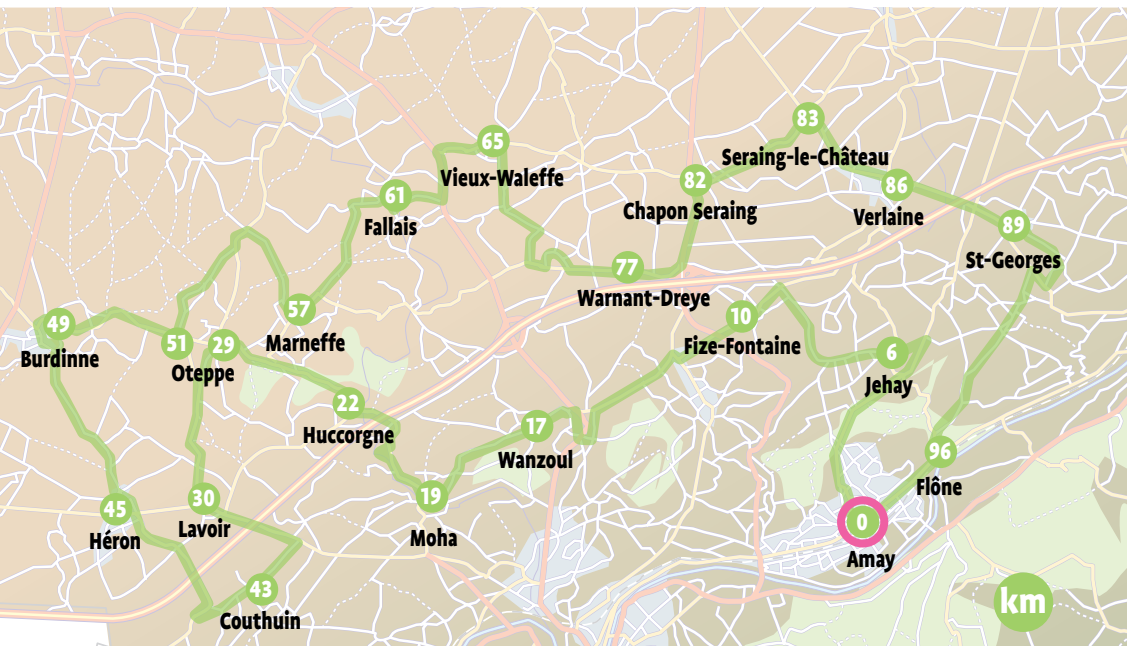 83
Seraing-le-Château
65
Vieux-Waleffe
82
Chapon Seraing
86
Verlaine
61
Fallais
89
St-Georges
77
Warnant-Dreye
57
Marneffe
10
Fize-Fontaine
49
Burdinne
51
29
Oteppe
6
Jehay
22
Huccorgne
17
Wanzoul
96
Flône
19
Moha
30
Lavoir
45
Héron
0
Amay
43
Couthuin
km